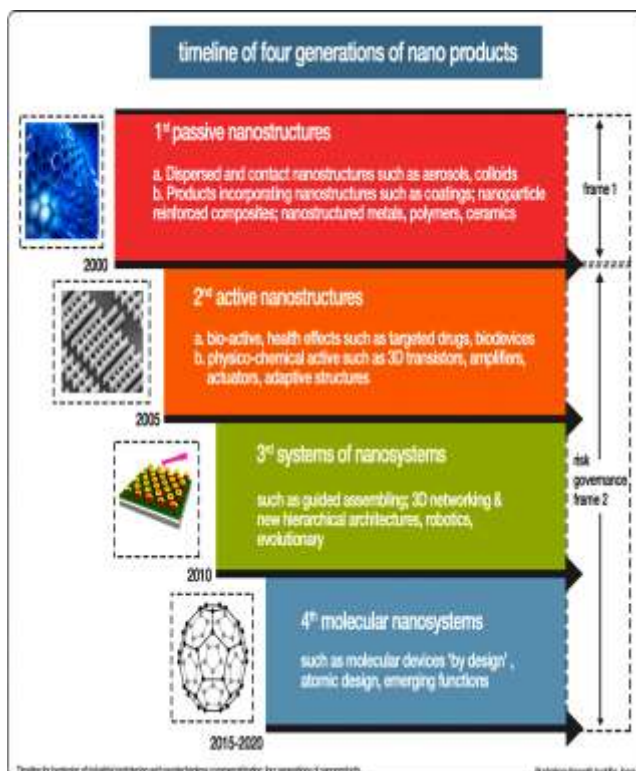 timeline of four generations of nano products
1st passive nanostructures
a. Dispersed and contact nanostructures such as aerosols, colloids
b. Products incorporating nanostructures such as coatings; nanoparticle
reinforced composites; nanostructured metals, polymers, ceramics
frame 1
2000
2nd active nanostructures
a. bio-active, health effects such as targeted drugs, biodevices
b. physico-chemical active such as 3D transistors, amplifiers,
actuators, adaptive structures
2005
3rd systems of nanosystems
such as guided assembling; 3D networking &
new hierarchical architectures, robotics,
evolutionary
risk
governance
frame 2
2010
4th molecular nanosystems
such as molecular devices 'by design' ,
atomic design, emerging functions
2015-2020